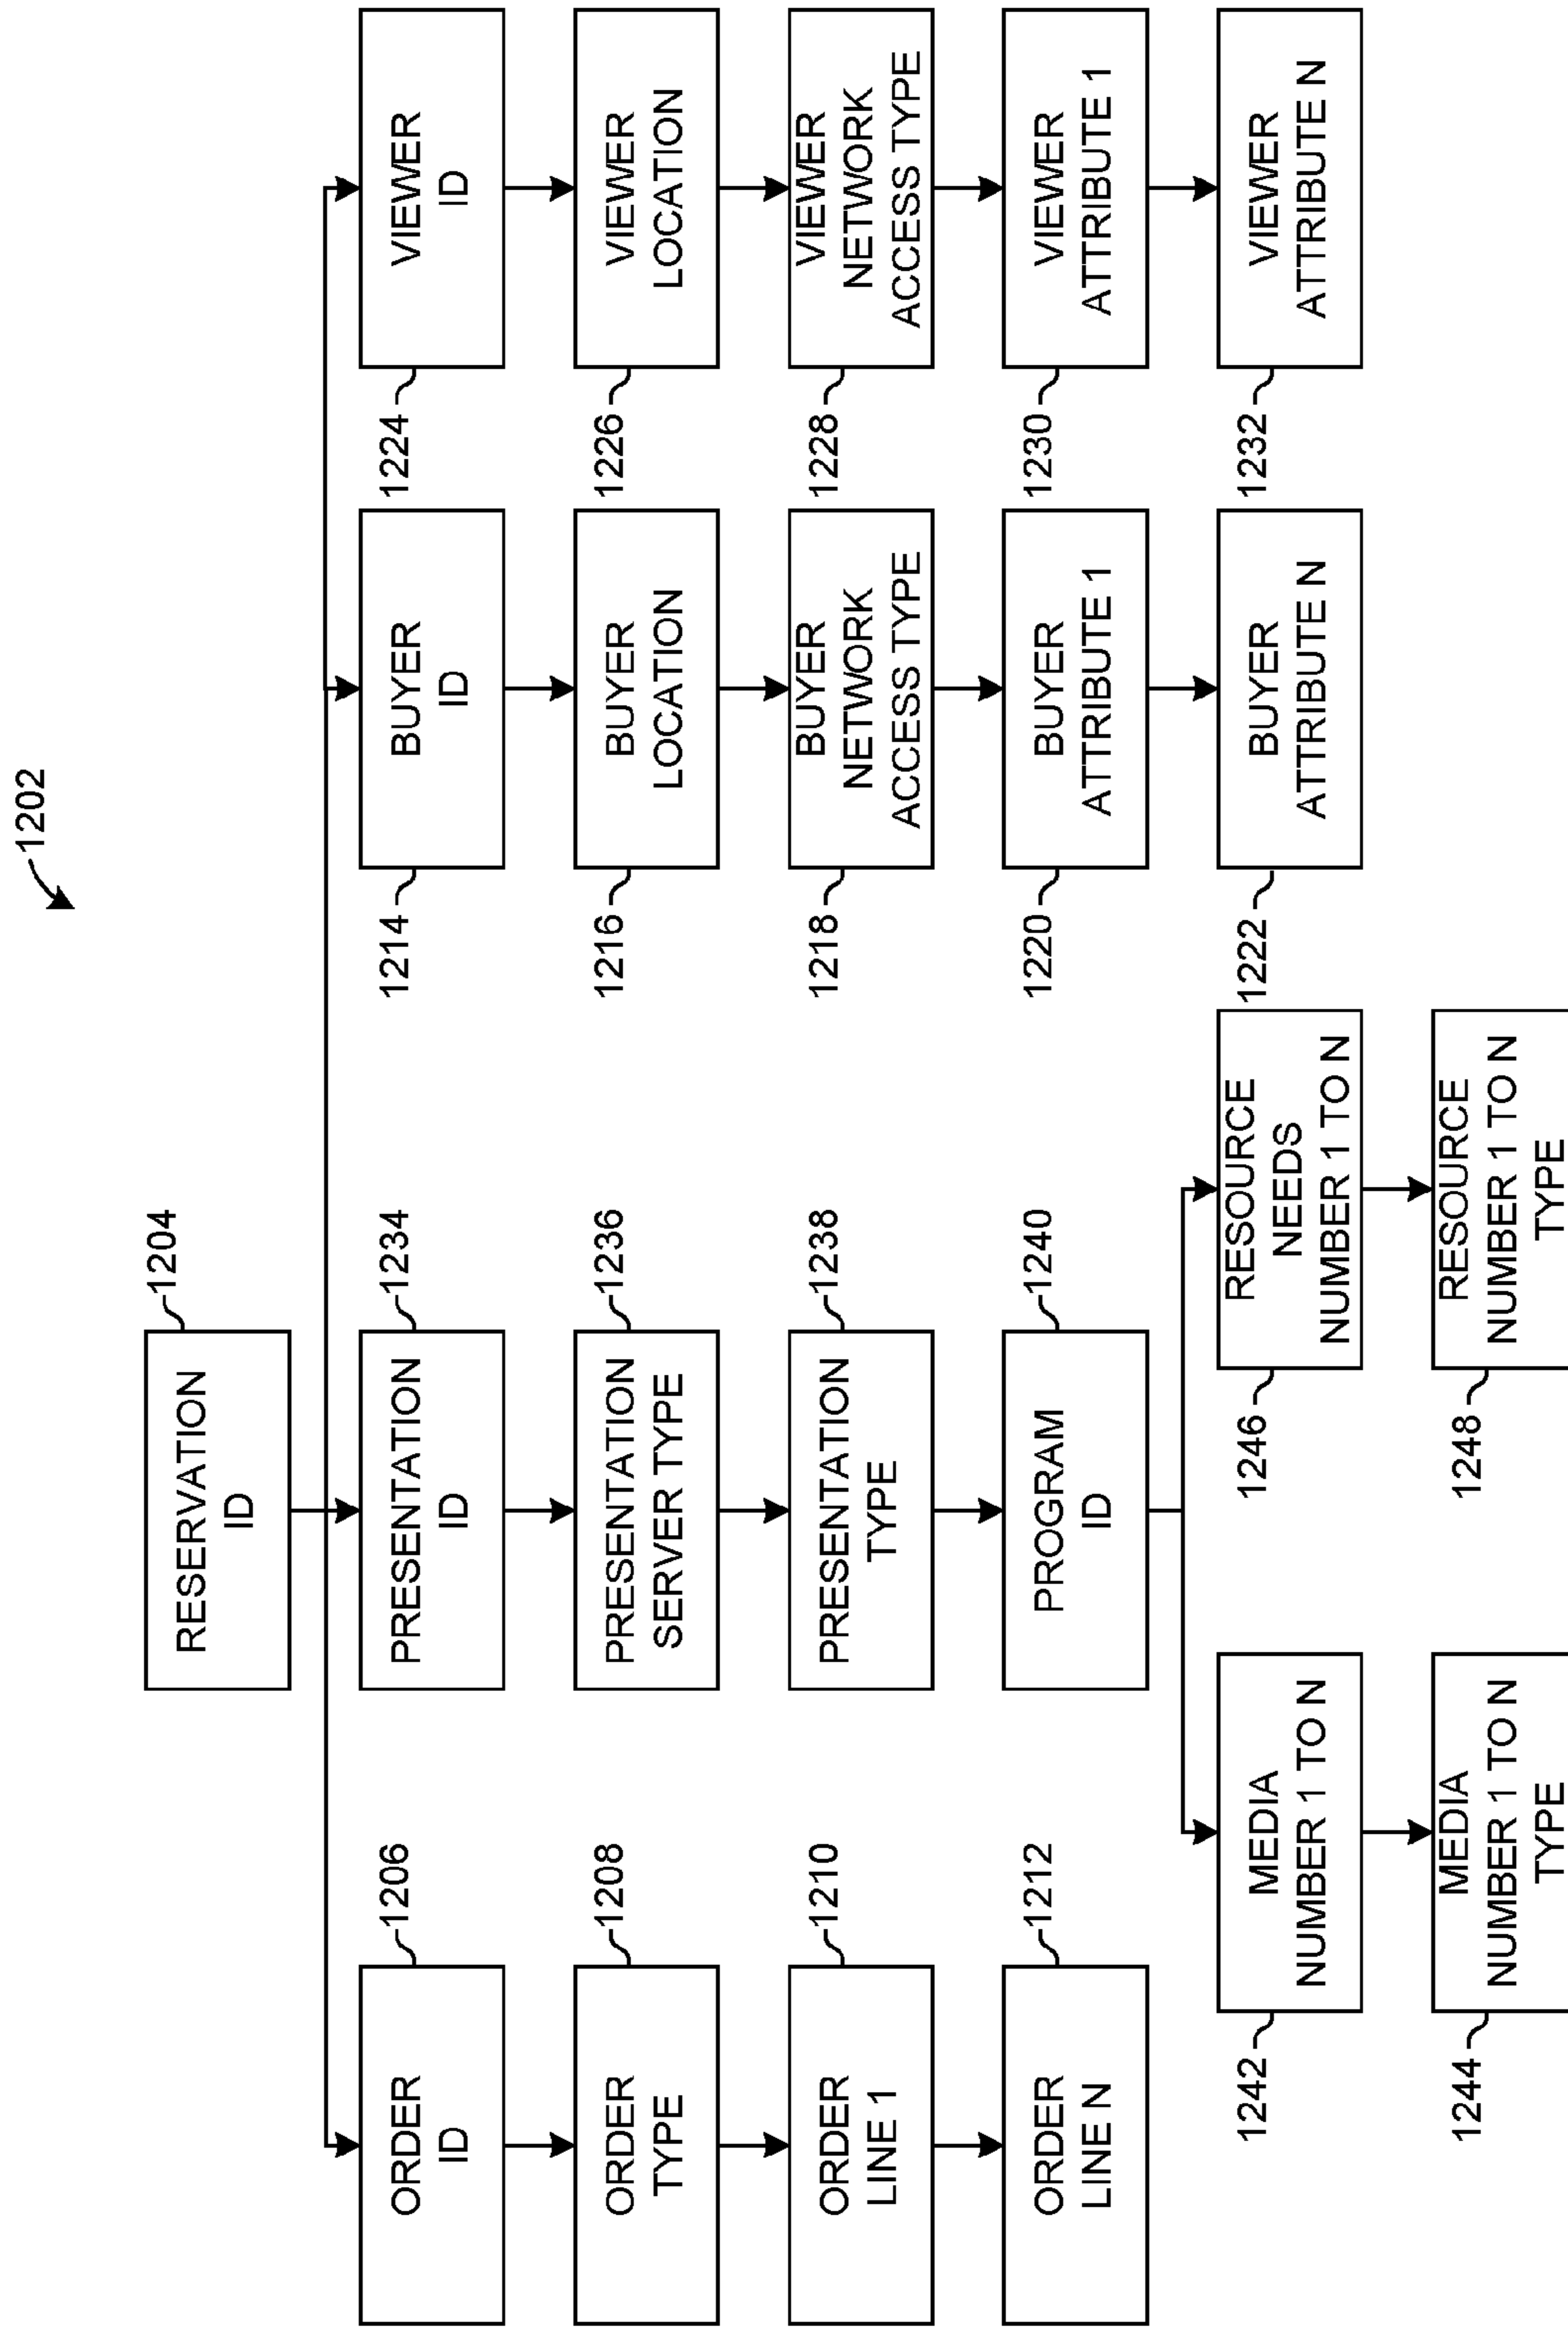 1202
RESERVATION
ID
1204
ORDER
ID
1206
PRESENTATION
ID
1234
1214
BUYER
ID
1224
VIEWER
ID
ORDER
TYPE
1208
PRESENTATION
SERVER TYPE
1236
1216
BUYER
LOCATION
1226
VIEWER
LOCATION
ORDER
LINE 1
1210
PRESENTATION
TYPE
1238
1218
BUYER
NETWORK
ACCESS TYPE
1228
VIEWER
NETWORK
ACCESS TYPE
ORDER
LINE N
1212
PROGRAM
ID
1240
1220
BUYER
ATTRIBUTE 1
1230
VIEWER
ATTRIBUTE 1
1242
MEDIA
NUMBER 1 TO N
1246
RESOURCE
NEEDS
NUMBER 1 TO N
1222
BUYER
ATTRIBUTE N
1232
VIEWER
ATTRIBUTE N
1244
MEDIA
NUMBER 1 TO N
TYPE
1248
RESOURCE
NUMBER 1 TO N
TYPE